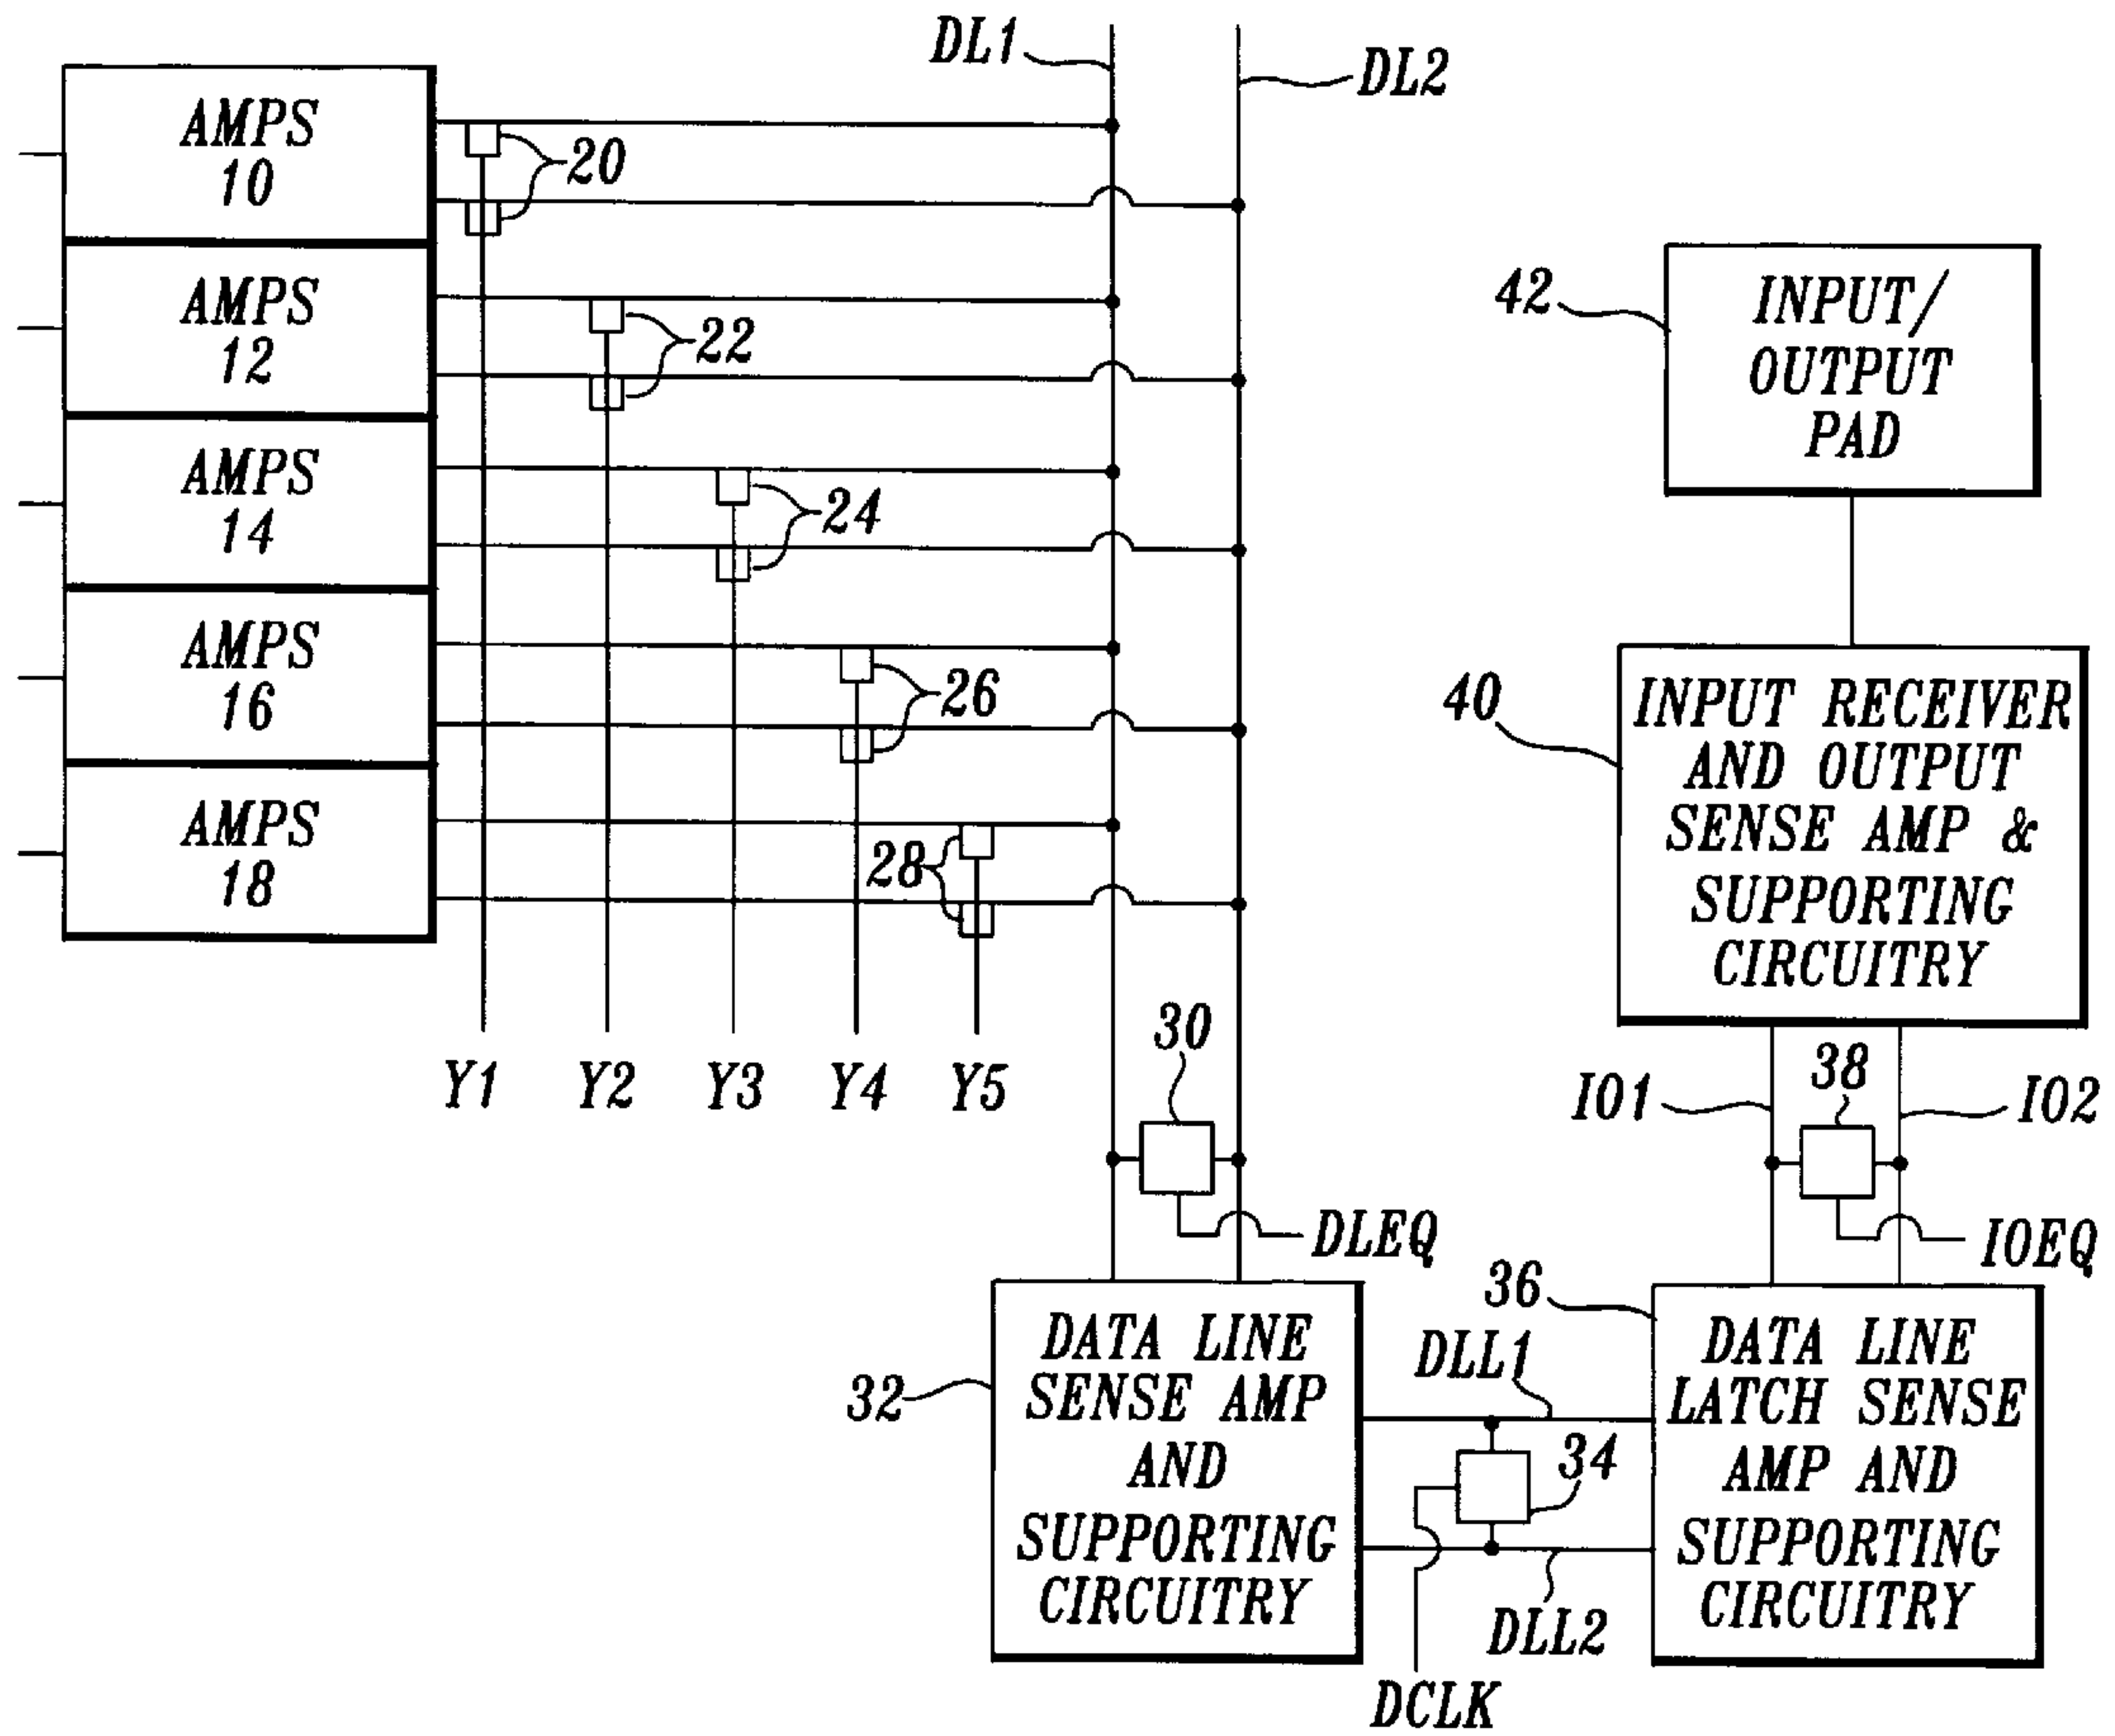 DL1
DL2
AMPS
10
20
AMPS
12
22
AMPS
14
24
AMPS
16
26
AMPS
18
28
Y1
Y2
Y3
Y4
Y5
30
DLEQ
32
DATA LINE
SENSE AMP
AND
SUPPORTING
CIRCUITRY
DLL1
34
DLL2
DCLK
36
DATA LINE
LATCH SENSE
AMP AND
SUPPORTING
CIRCUITRY
IO1
38
IO2
IOEQ
40
INPUT RECEIVER
AND OUTPUT
SENSE AMP &
SUPPORTING
CIRCUITRY
42
INPUT/
OUTPUT
PAD